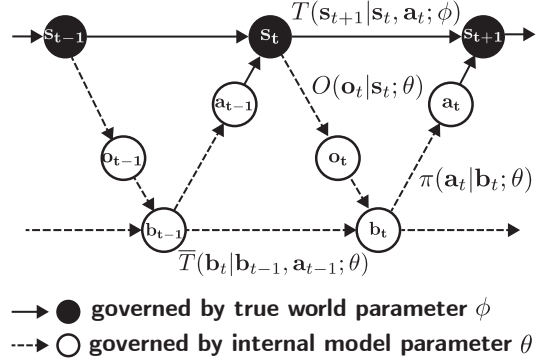 T(s_{t+1}|s_t, a_t; ϕ)
s_{t-1} s_t s_{t+1}
O(o_t|s_t; θ)
a_{t-1} a_t
o_{t-1} o_t
π(a_t|b_t; θ)
b_{t-1} b_t
T̅(b_t|b_{t-1}, a_{t-1}; θ)
governed by true world parameter ϕ
governed by internal model parameter θ